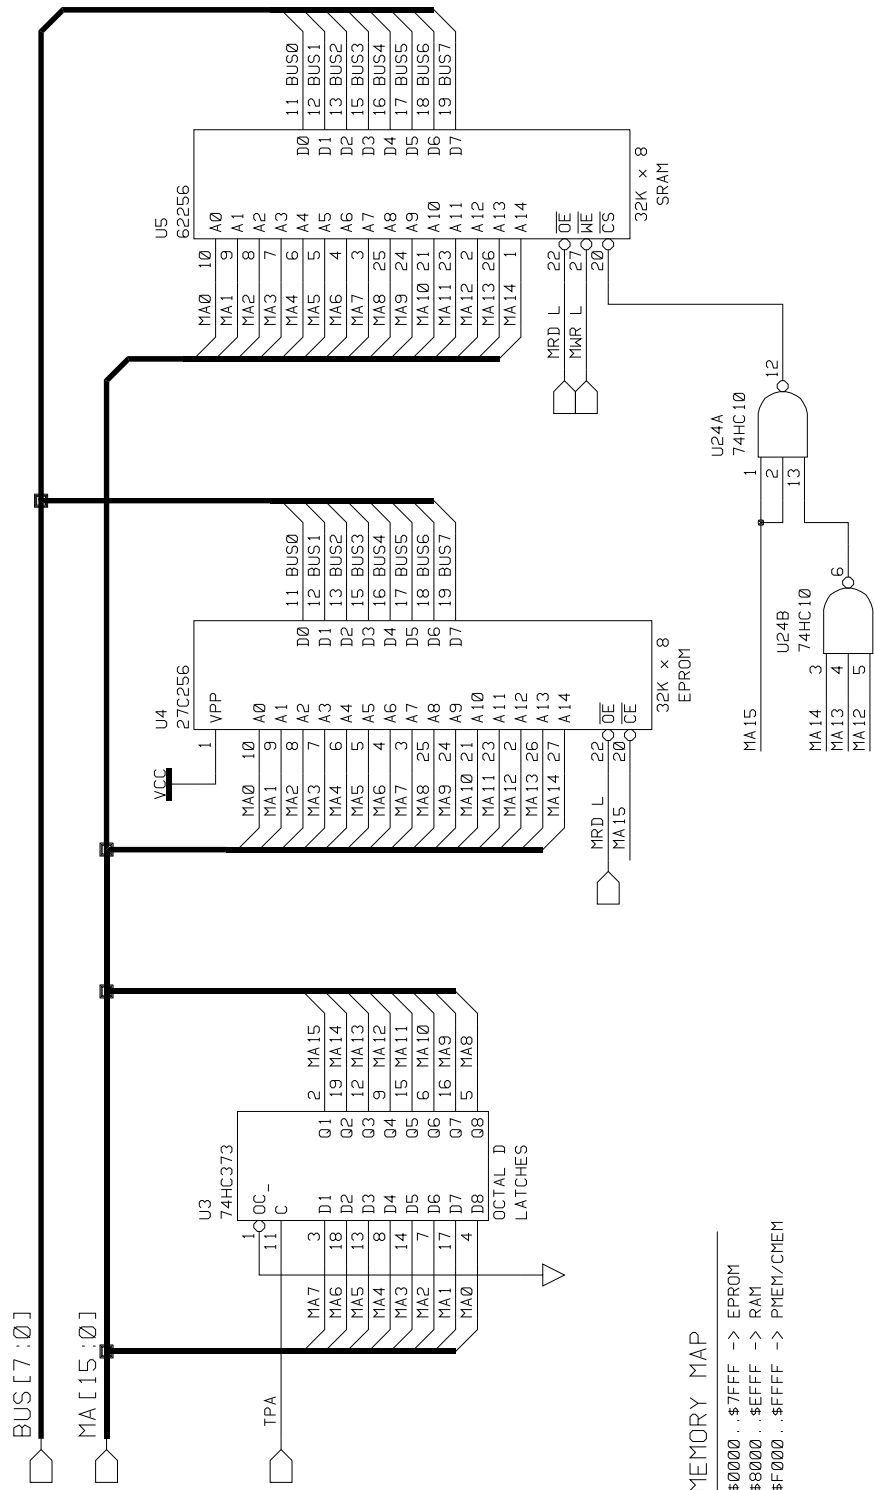 BUS[7:0]
MA[15:0]
TPA
U3
74HC373
1 OC_
11 C
MA7 3 D1 Q1 2 MA15
MA6 18 D2 Q2 19 MA14
MA5 13 D3 Q3 12 MA13
MA4 8 D4 Q4 9 MA12
MA3 14 D5 Q5 15 MA11
MA2 7 D6 Q6 6 MA10
MA1 17 D7 Q7 16 MA9
MA0 4 D8 Q8 5 MA8
OCTAL D
LATCHES
VCC
U4
27C256
1 VPP
MA0 10 A0
MA1 9 A1
MA2 8 A2
MA3 7 A3
MA4 6 A4
MA5 5 A5
MA6 4 A6
MA7 3 A7
MA8 25 A8
MA9 24 A9
MA10 21 A10
MA11 23 A11
MA12 2 A12
MA13 26 A13
MA14 27 A14
MRD L 22 OE
MA15 20 CE
D0 11 BUS0
D1 12 BUS1
D2 13 BUS2
D3 15 BUS3
D4 16 BUS4
D5 17 BUS5
D6 18 BUS6
D7 19 BUS7
32K x 8
EPROM
U5
62256
MA0 10 A0
MA1 9 A1
MA2 8 A2
MA3 7 A3
MA4 6 A4
MA5 5 A5
MA6 4 A6
MA7 3 A7
MA8 25 A8
MA9 24 A9
MA10 21 A10
MA11 23 A11
MA12 2 A12
MA13 26 A13
MA14 1 A14
MRD L 22 OE
MWR L 27 WE
20 CS
D0 11 BUS0
D1 12 BUS1
D2 13 BUS2
D3 15 BUS3
D4 16 BUS4
D5 17 BUS5
D6 18 BUS6
D7 19 BUS7
32K x 8
SRAM
U24A
74HC10
MA15 1
2
13
12
U24B
74HC10
MA14 3
MA13 4
MA12 5
6
MEMORY MAP
$0000..$7FFF -> EPROM
$8000..$EFFF -> RAM
$F000..$FFFF -> PMEM/CMEM